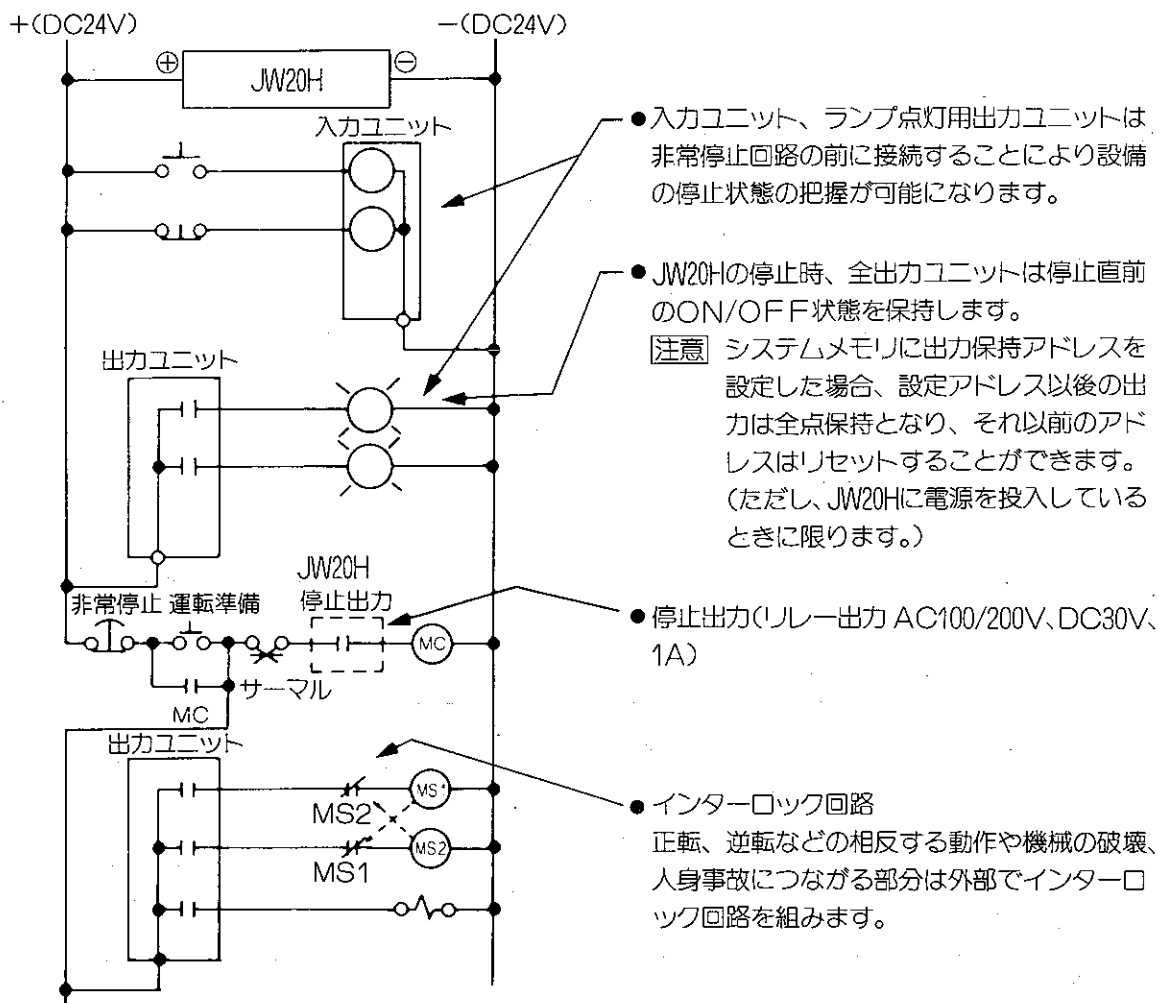 +(DC24V)
−(DC24V)
⊕
JW20H
⊖
入力ユニット
●入力ユニット、ランプ点灯用出力ユニットは
非常停止回路の前に接続することにより設備
の停止状態の把握が可能になります。
●JW20Hの停止時、全出力ユニットは停止直前
のON/OFF状態を保持します。
注意 システムメモリに出力保持アドレスを
設定した場合、設定アドレス以後の出
力は全点保持となり、それ以前のアド
レスはリセットすることができます。
(ただし、JW20Hに電源を投入している
ときに限ります。)
出力ユニット
JW20H
停止出力
非常停止 運転準備
MC
サーマル
MC
●停止出力(リレー出力 AC100/200V、DC30V、
1A)
出力ユニット
MS1
MS2
MS2
MS1
●インターロック回路
正転、逆転などの相反する動作や機械の破壊、
人身事故につながる部分は外部でインターロ
ック回路を組みます。